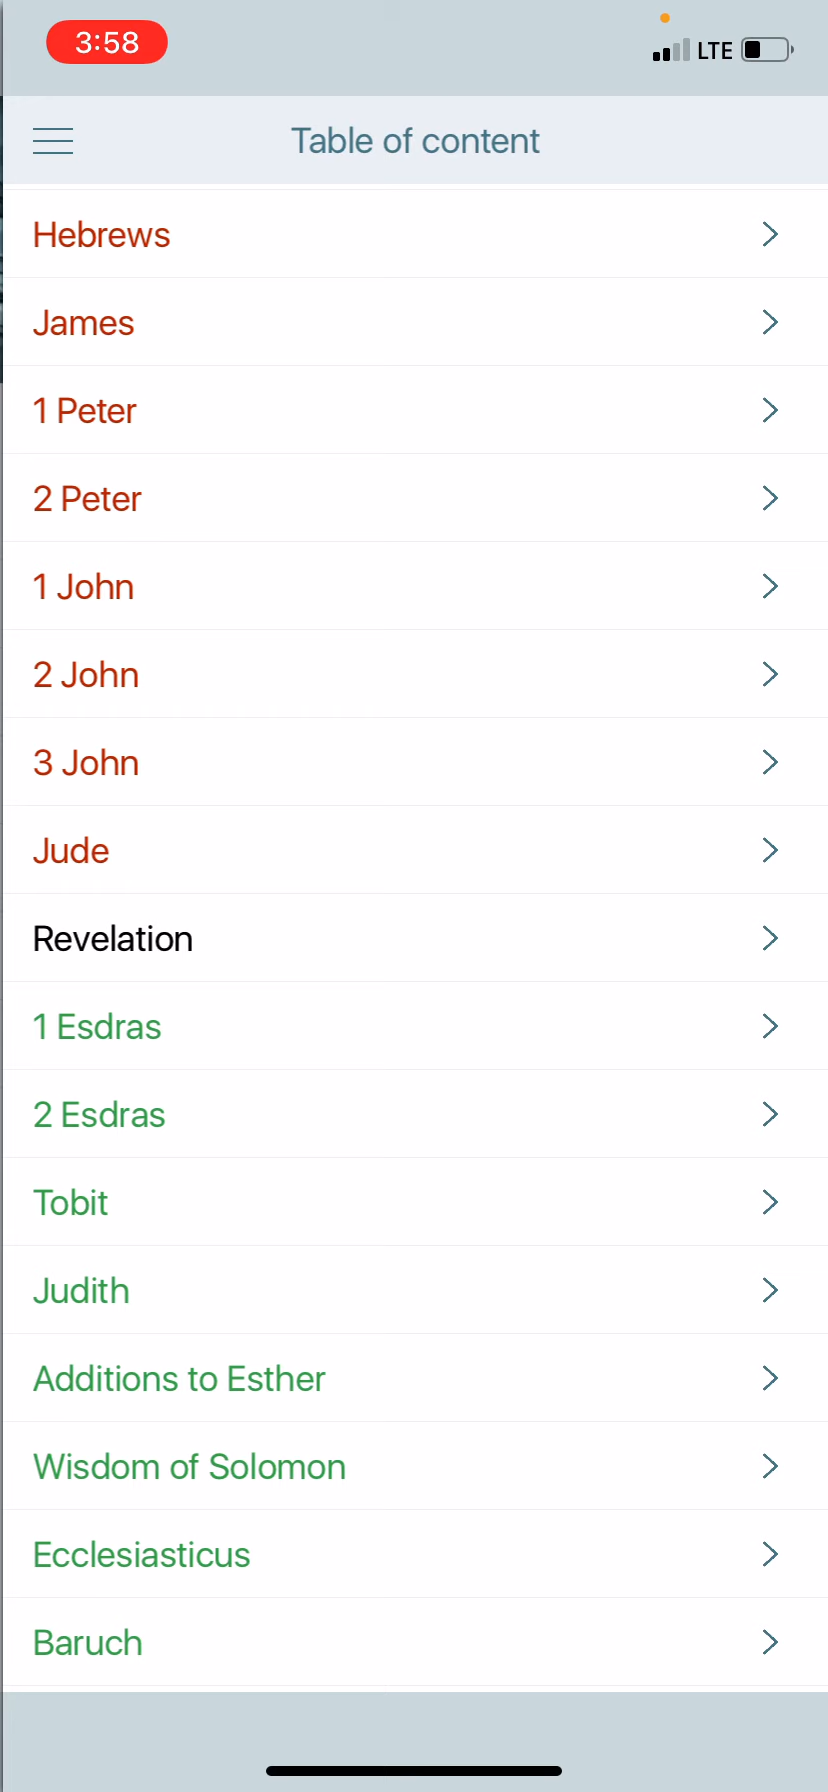 3:58
LTE
Table of content
Hebrews
James
1 Peter
2 Peter
1 John
2 John
3 John
Jude
Revelation
1 Esdras
2 Esdras
Tobit
Judith
Additions to Esther
Wisdom of Solomon
Ecclesiasticus
Baruch